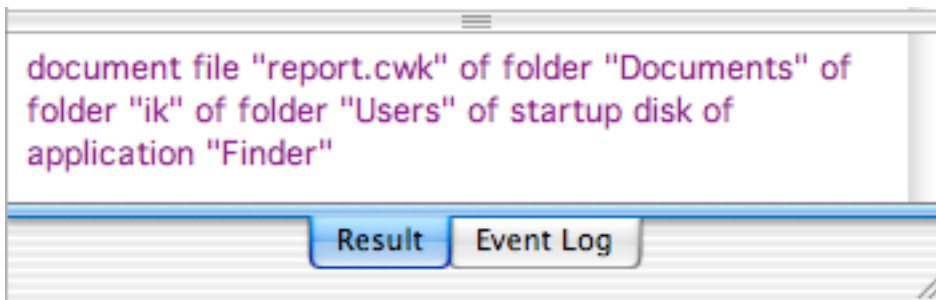 document file "report.cwk" of folder "Documents" of
folder "ik" of folder "Users" of startup disk of
application "Finder"
Result Event Log